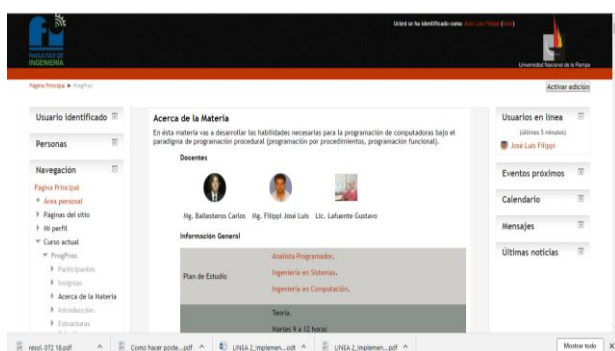 Usted se ha identificado como José Luis Filippi (Salir)
FACULTAD DE
INGENIERÍA
Universidad Nacional de la Pampa
Página Principal ► ProgProc
Activar edición
Usuario identificado
Personas
Navegación
Página Principal
Área personal
Páginas del sitio
Mi perfil
Curso actual
ProgProc
Participantes
Insignias
Acerca de la Materia
Introducción.
Estructuras
Acerca de la Materia
En ésta materia vas a desarrollar las habilidades necesarias para la programación de computadoras bajo el
paradigma de programación procedural (programación por procedimientos, programación funcional).
Docentes
Mg. Ballesteros Carlos Mg. Filippi José Luis Lic. Lafuente Gustavo
Información General
Plan de Estudio
Analista Programador.
Ingeniería en Sistemas.
Ingeniería en Computación.
Teoría.
Martes 9 a 12 horas
Usuarios en línea
(últimos 5 minutos)
José Luis Filippi
Eventos próximos
Calendario
Mensajes
Últimas noticias
resol. 072 18.pdf
Como hacer poste....pdf
LINEA 2_implemen...odt
LINEA 2_implemen...pdf
Mostrar todo